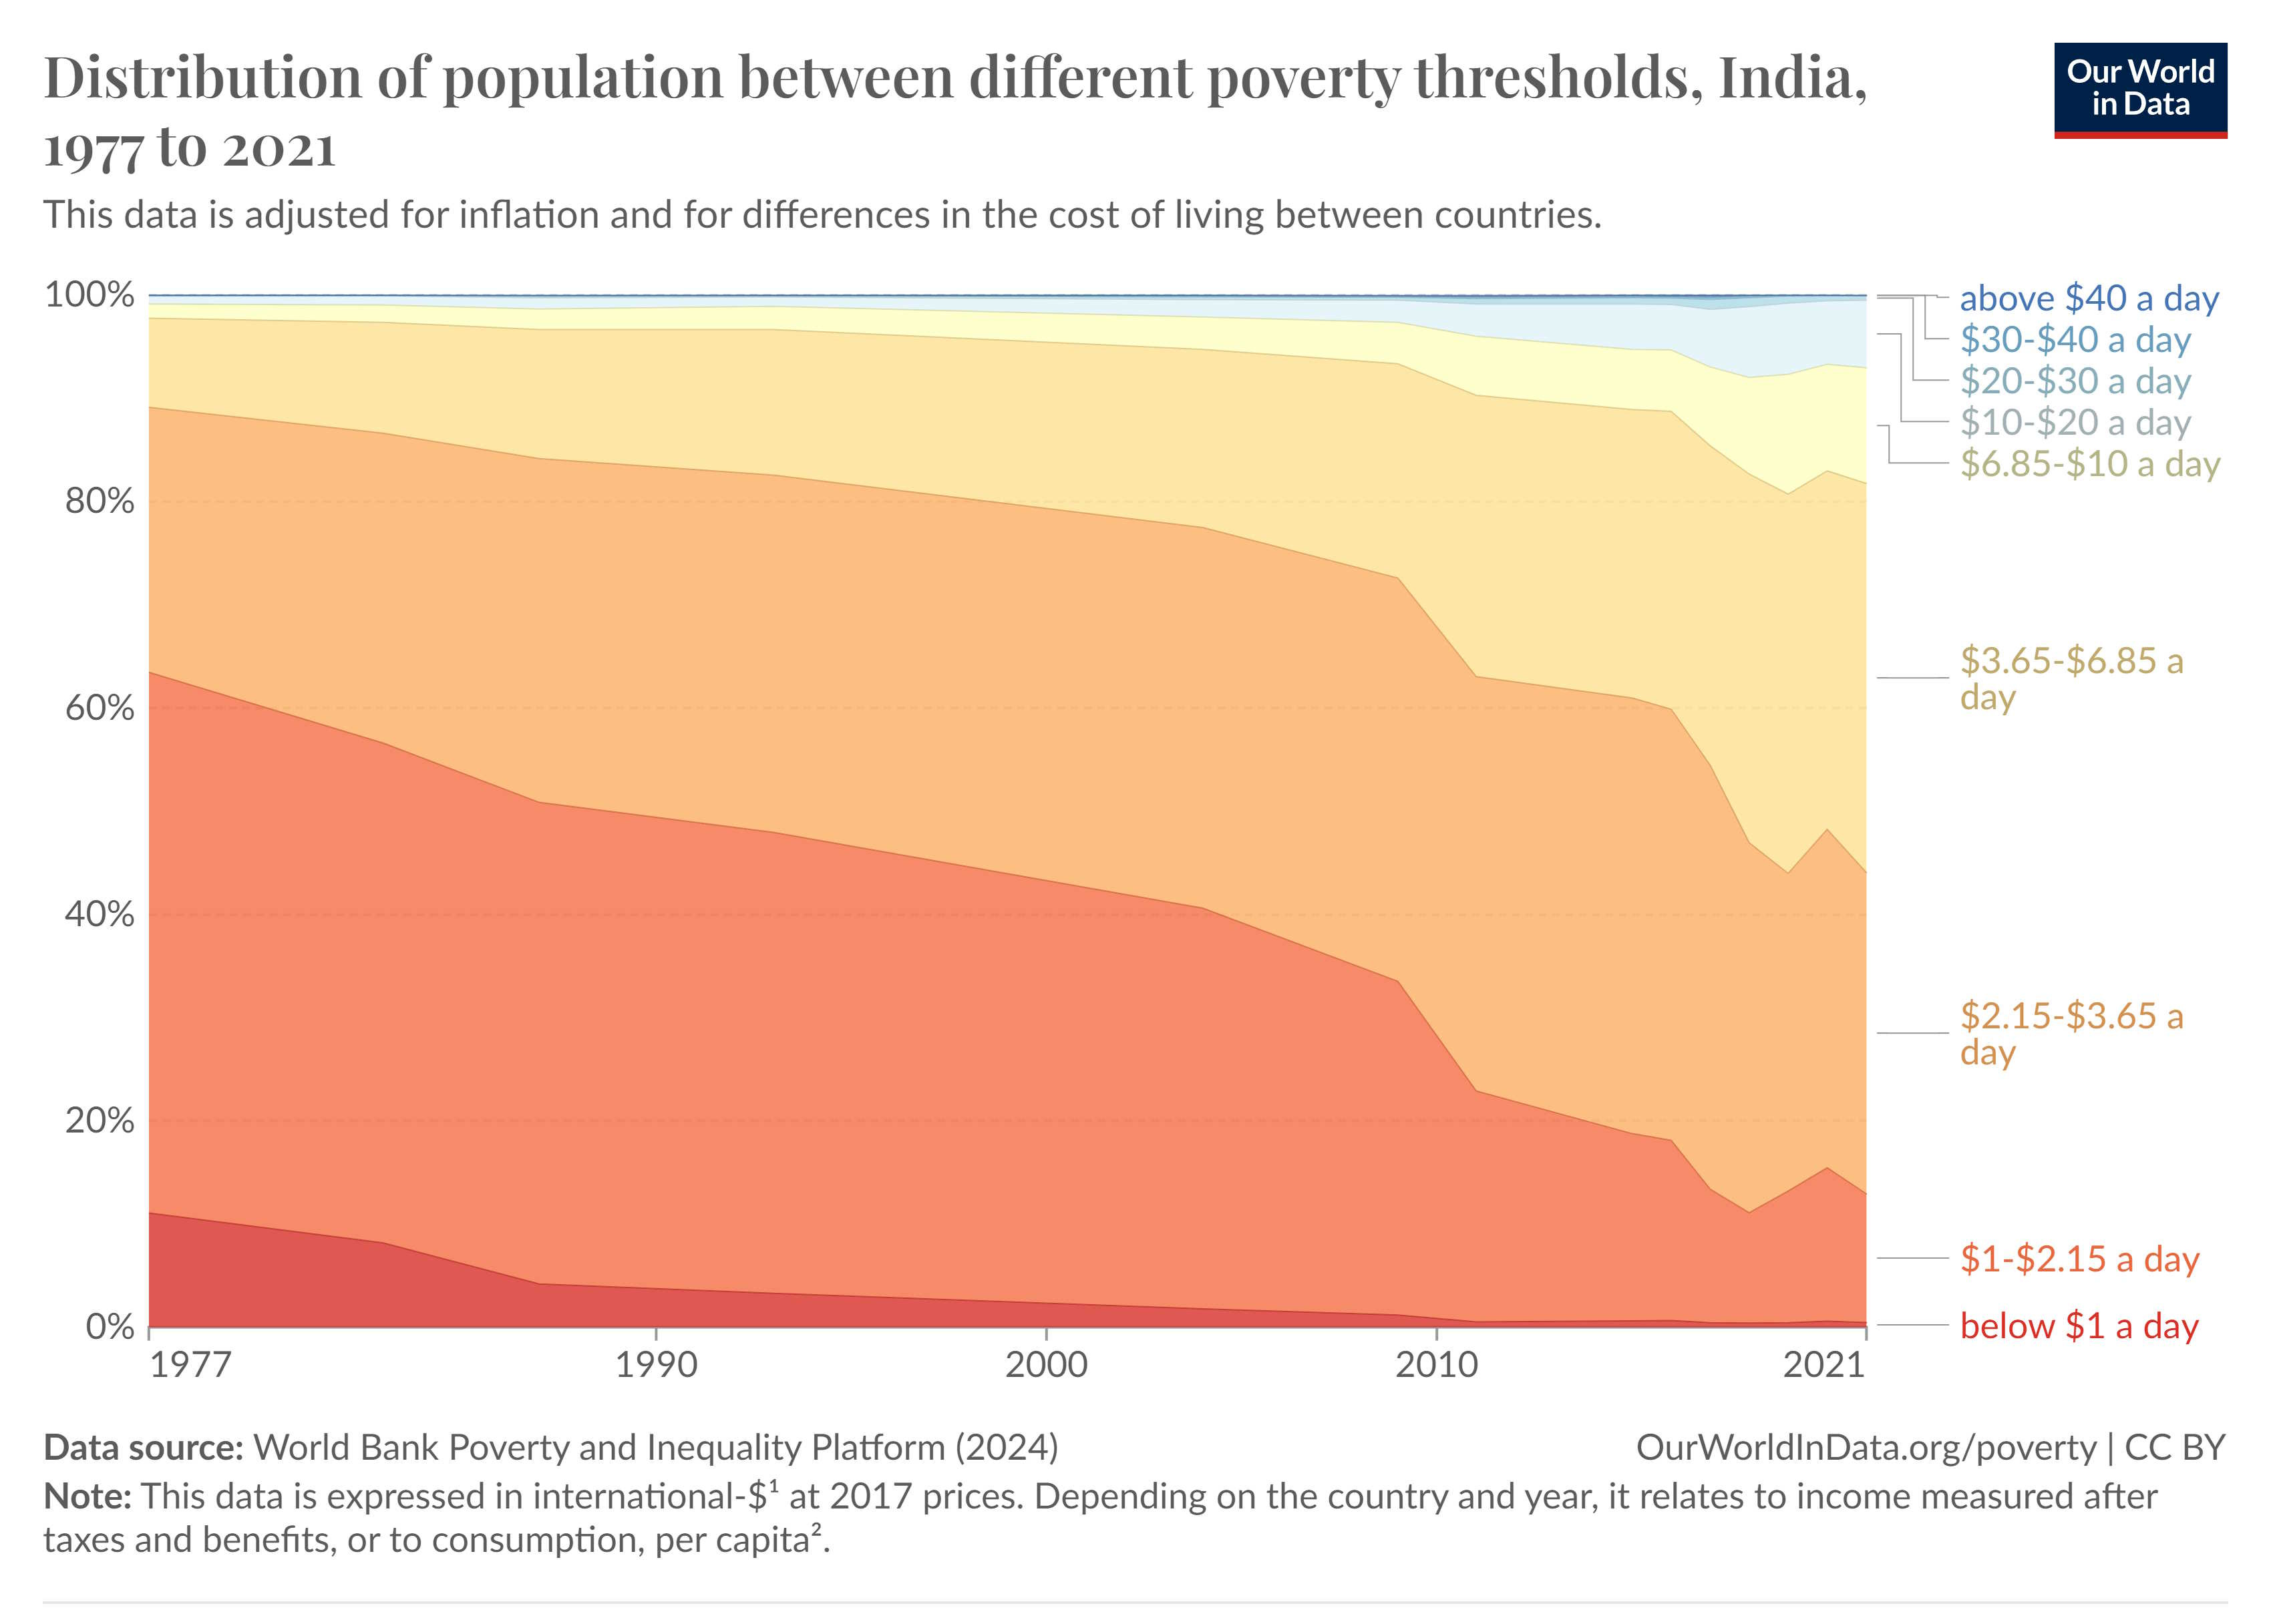 Distribution of population between different poverty thresholds, India,
1977 to 2021
Our World
in Data
This data is adjusted for inflation and for differences in the cost of living between countries.
100%
80%
60%
40%
20%
0%
above $40 a day
$30-$40 a day
$20-$30 a day
$10-$20 a day
$6.85-$10 a day
$3.65-$6.85 a
day
$2.15-$3.65 a
day
$1-$2.15 a day
below $1 a day
1977
1990
2000
2010
2021
Data source: World Bank Poverty and Inequality Platform (2024)
OurWorldInData.org/poverty | CC BY
Note: This data is expressed in international-$¹ at 2017 prices. Depending on the country and year, it relates to income measured after
taxes and benefits, or to consumption, per capita².